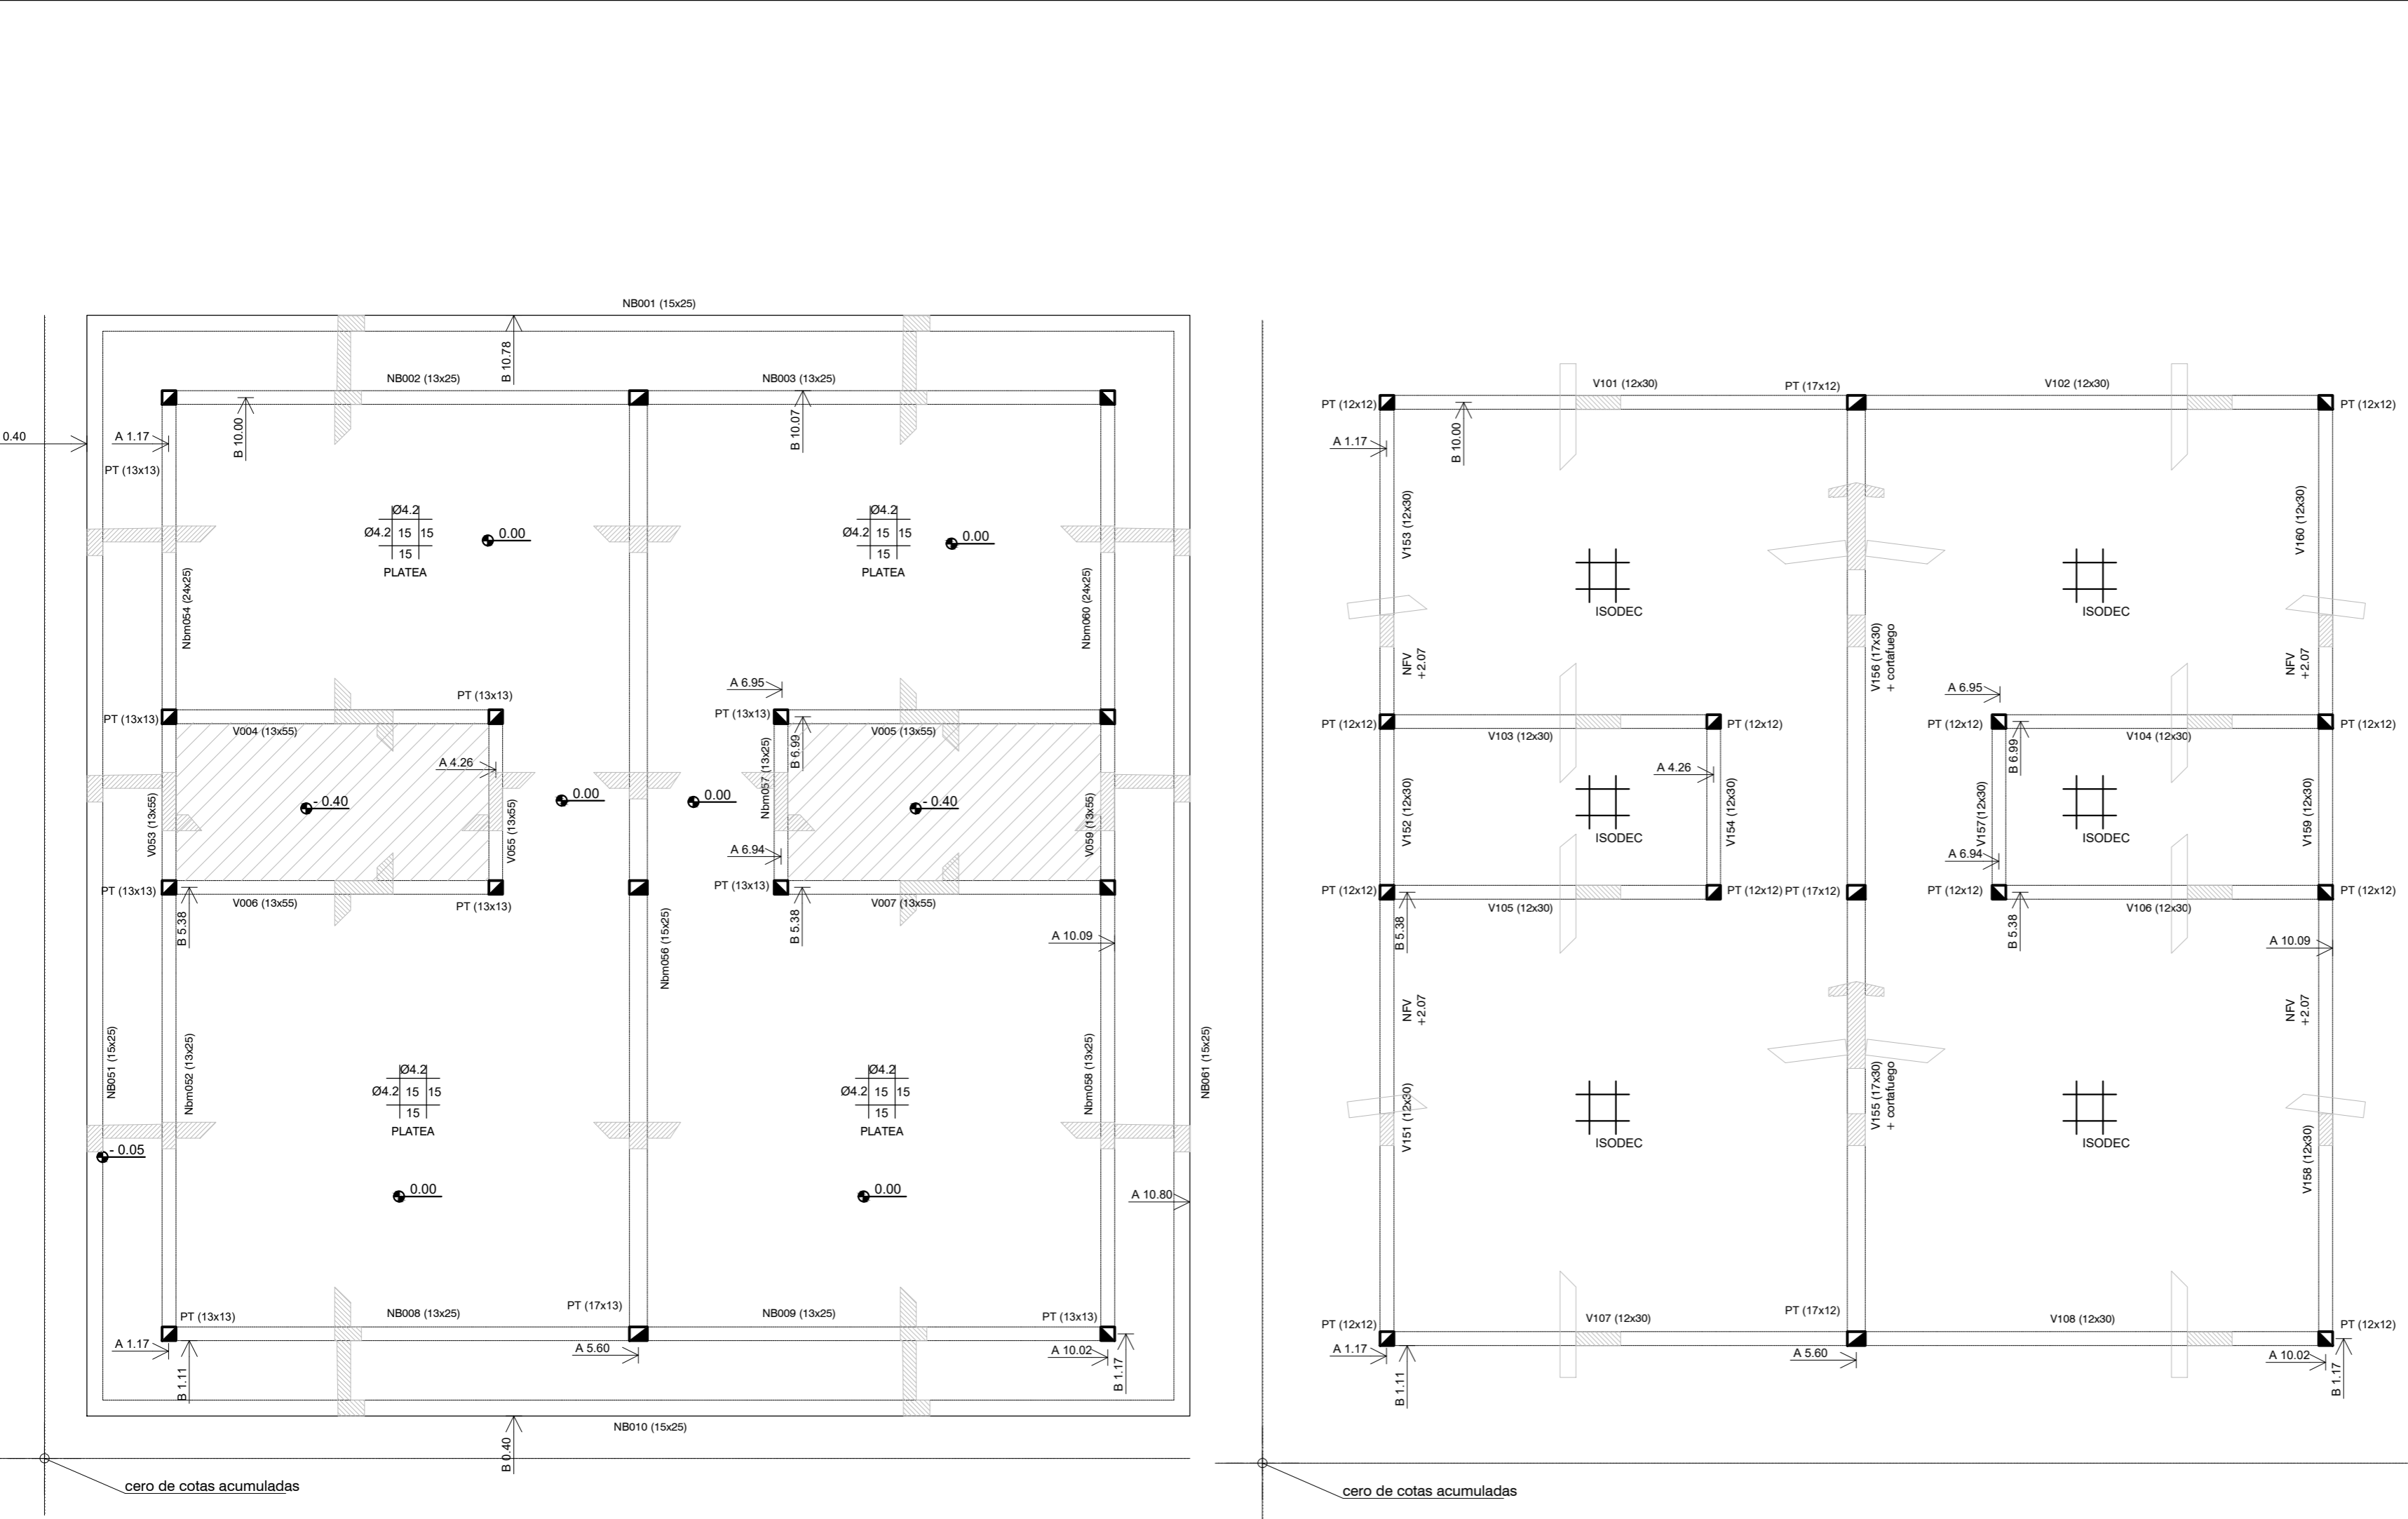 NB001 (15x25)
B 10.78
NB002 (13x25)
NB003 (13x25)
0.40
A 1.17
B 10.00
B 10.07
PT (13x13)
Ø4.2
Ø4.2 15 15
15
PLATEA
0.00
Ø4.2
Ø4.2 15 15
15
PLATEA
0.00
Nbm054 (24x25)
Nbm060 (24x25)
PT (13x13)
A 6.95
PT (13x13)
PT (13x13)
V004 (13x55)
V005 (13x55)
B 6.99
A 4.26
Nbm057 (13x25)
- 0.40
0.00
0.00
- 0.40
V053 (13x55)
V055 (13x55)
V059 (13x55)
A 6.94
PT (13x13)
PT (13x13)
PT (13x13)
V006 (13x55)
V007 (13x55)
B 5.38
B 5.38
Nbm056 (15x25)
A 10.09
NB051 (15x25)
Nbm052 (13x25)
Nbm058 (13x25)
NB061 (15x25)
Ø4.2
Ø4.2 15 15
15
PLATEA
Ø4.2
Ø4.2 15 15
15
PLATEA
- 0.05
0.00
0.00
A 10.80
PT (13x13)
NB008 (13x25)
PT (17x13)
NB009 (13x25)
PT (13x13)
A 1.17
B 1.11
A 5.60
A 10.02
B 1.17
NB010 (15x25)
B 0.40
cero de cotas acumuladas
V101 (12x30)
PT (17x12)
V102 (12x30)
PT (12x12)
PT (12x12)
A 1.17
B 10.00
V153 (12x30)
V160 (12x30)
ISODEC
ISODEC
NFV
+2.07
V156 (17x30)
+ cortafuego
NFV
+2.07
A 6.95
PT (12x12)
PT (12x12)
PT (12x12)
PT (12x12)
V103 (12x30)
V104 (12x30)
B 6.99
A 4.26
V152 (12x30)
V154 (12x30)
V157(12x30)
V159 (12x30)
ISODEC
ISODEC
A 6.94
PT (12x12)
PT (12x12)
PT (17x12)
PT (12x12)
PT (12x12)
V105 (12x30)
V106 (12x30)
B 5.38
B 5.38
A 10.09
NFV
+2.07
NFV
+2.07
V151 (12x30)
V155 (17x30)
+ cortafuego
V158 (12x30)
ISODEC
ISODEC
PT (12x12)
V107 (12x30)
PT (17x12)
V108 (12x30)
PT (12x12)
A 1.17
B 1.11
A 5.60
A 10.02
B 1.17
cero de cotas acumuladas